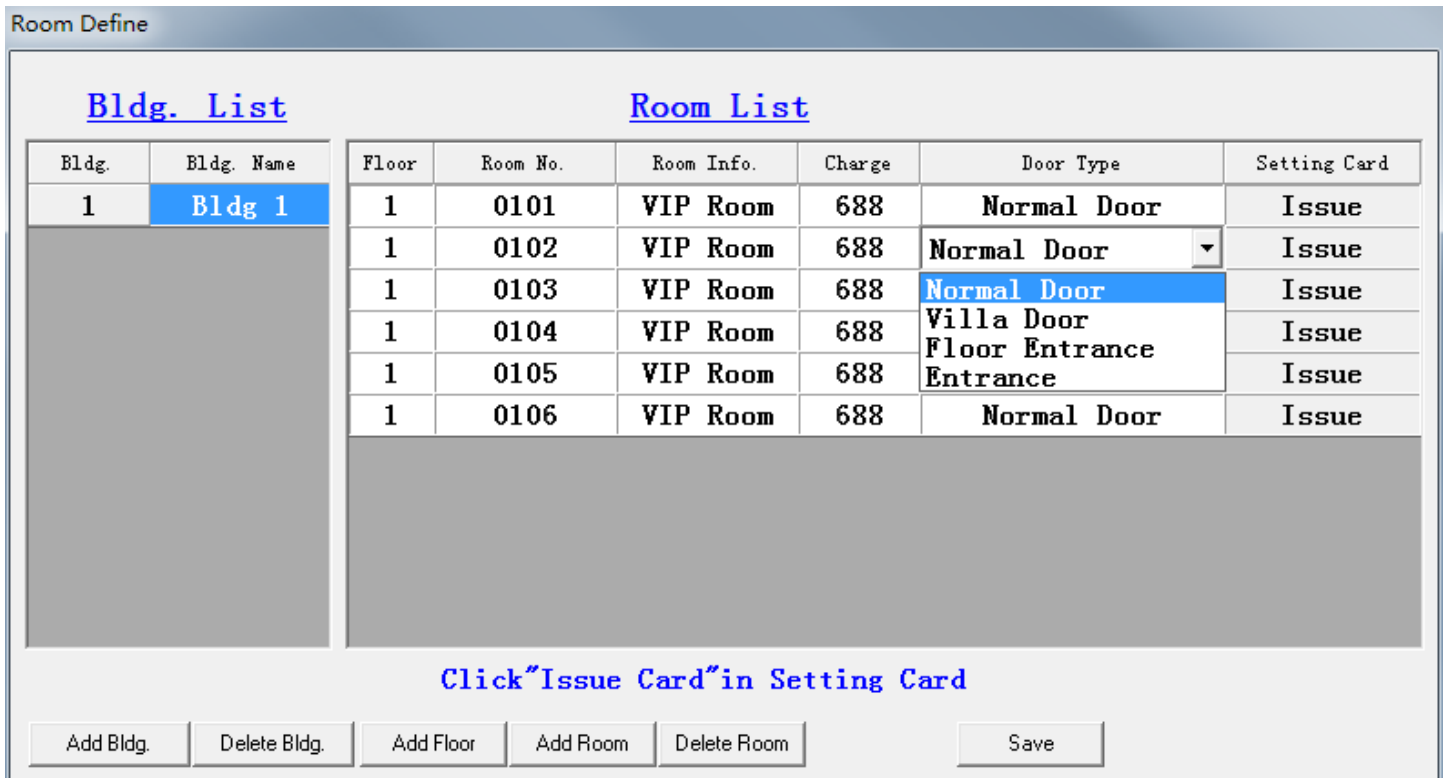 Room Define
Bldg. List Room List
Bldg. Bldg. Name Floor Room No. Room Info. Charge Door Type Setting Card
1 Bldg 1 1 0101 VIP Room 688 Normal Door Issue
1 0102 VIP Room 688 Normal Door Issue
1 0103 VIP Room 688 Normal Door Issue
1 0104 VIP Room 688 Villa Door Issue
Floor Entrance
1 0105 VIP Room 688 Entrance Issue
1 0106 VIP Room 688 Normal Door Issue
Click"Issue Card"in Setting Card
Add Bldg. Delete Bldg. Add Floor Add Room Delete Room Save